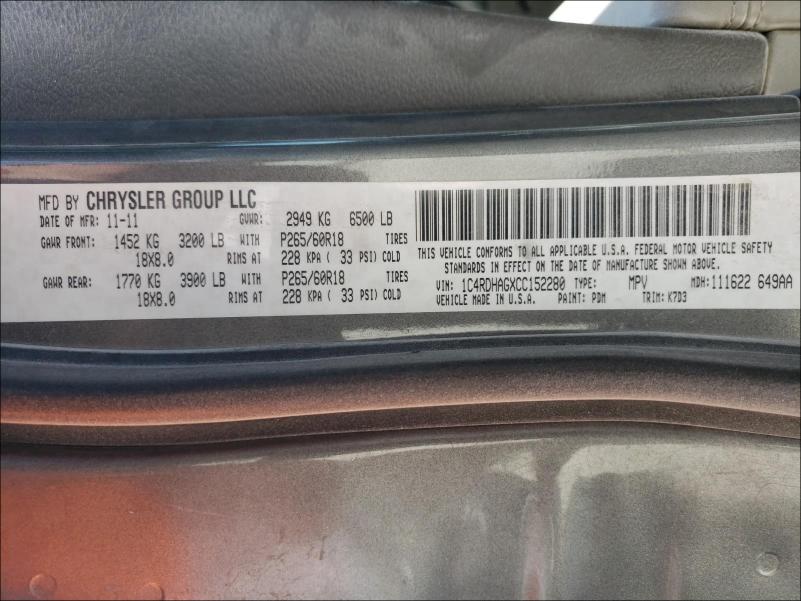 MFD BY CHRYSLER GROUP LLC
DATE OF MFR: 11-11 GVWR: 2949 KG 6500 LB
GAWR FRONT: 1452 KG 3200 LB WITH P265/60R18 TIRES
18X8.0 RIMS AT 228 KPA ( 33 PSI) COLD
GAWR REAR: 1770 KG 3900 LB WITH P265/60R18 TIRES
18X8.0 RIMS AT 228 KPA ( 33 PSI) COLD
THIS VEHICLE CONFORMS TO ALL APPLICABLE U.S.A. FEDERAL MOTOR VEHICLE SAFETY
STANDARDS IN EFFECT ON THE DATE OF MANUFACTURE SHOWN ABOVE.
VIN: 1C4RDHAGXCC152280 TYPE: MPV MDH: 111622 649AA
VEHICLE MADE IN U.S.A. PAINT: PDM TRIM: K7D3